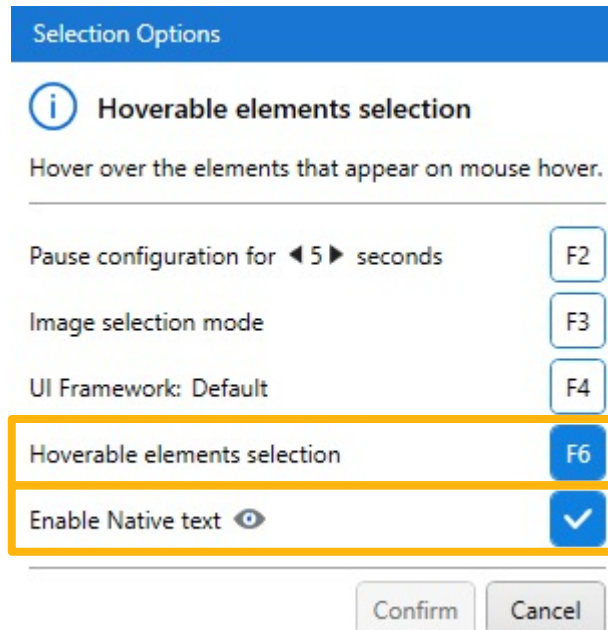 Selection Options
Hoverable elements selection
Hover over the elements that appear on mouse hover.
Pause configuration for 5 seconds F2
Image selection mode F3
UI Framework: Default F4
Hoverable elements selection F6
Enable Native text
Confirm Cancel